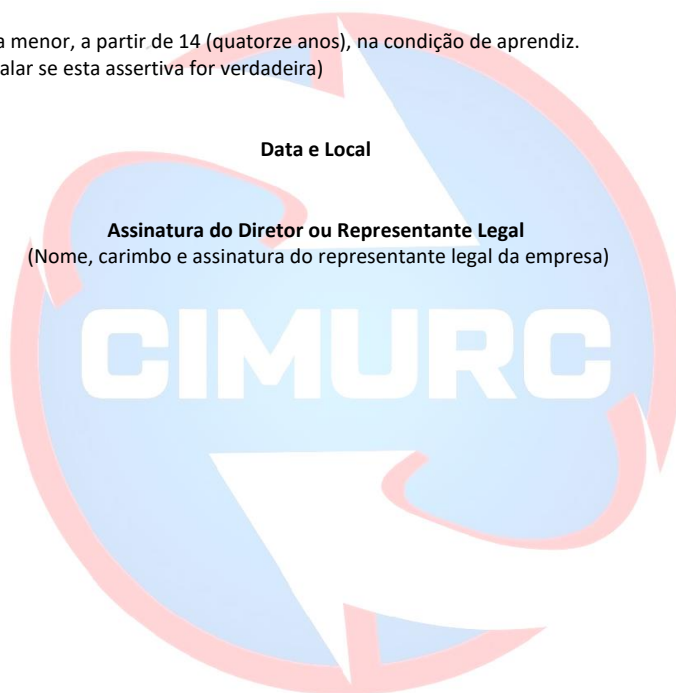 a menor, a partir de 14 (quatorze anos), na condição de aprendiz.
alar se esta assertiva for verdadeira)
Data e Local
Assinatura do Diretor ou Representante Legal
(Nome, carimbo e assinatura do representante legal da empresa)
CIMURC